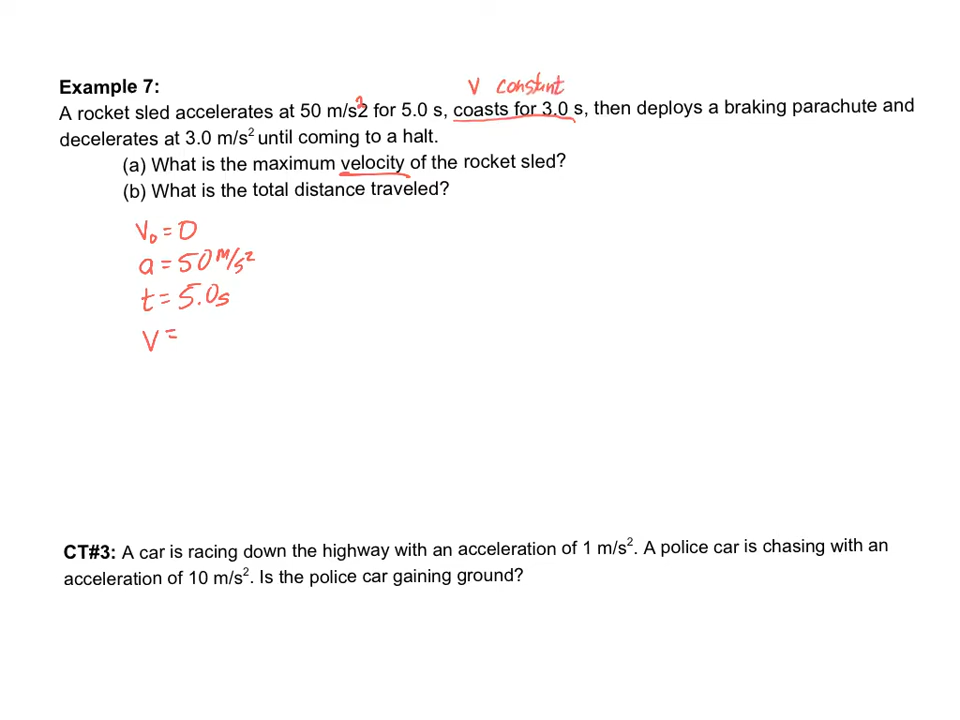 Example 7:
V constant
A rocket sled accelerates at 50 m/s2 for 5.0 s, coasts for 3.0 s, then deploys a braking parachute and
decelerates at 3.0 m/s² until coming to a halt.
(a) What is the maximum velocity of the rocket sled?
(b) What is the total distance traveled?
V₀ = 0
a = 50 m/s²
t = 5.0s
V =
CT#3: A car is racing down the highway with an acceleration of 1 m/s². A police car is chasing with an
acceleration of 10 m/s². Is the police car gaining ground?